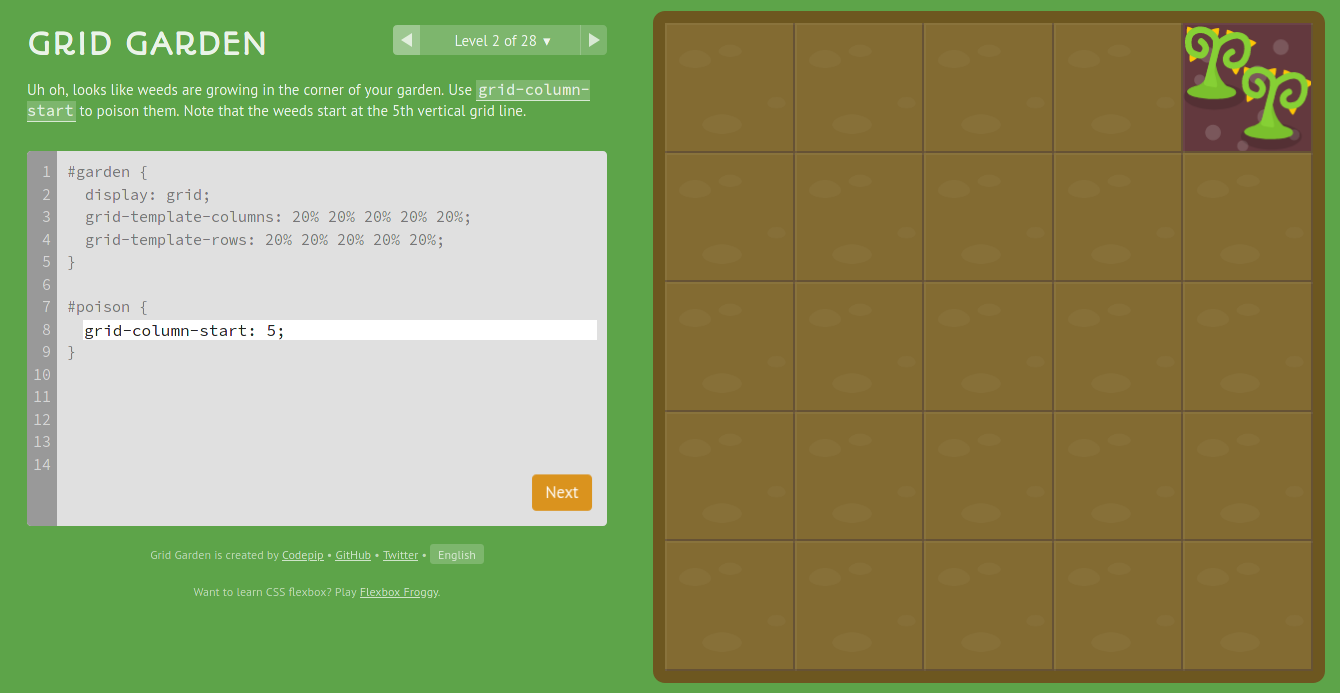 GRID GARDEN
◀ Level 2 of 28 ▼ ▶
Uh oh, looks like weeds are growing in the corner of your garden. Use grid-column-
start to poison them. Note that the weeds start at the 5th vertical grid line.
1 #garden {
2   display: grid;
3   grid-template-columns: 20% 20% 20% 20% 20%;
4   grid-template-rows: 20% 20% 20% 20% 20%;
5 }
6
7 #poison {
8   grid-column-start: 5;
9 }
10
11
12
13
14
Next
Grid Garden is created by Codepip • GitHub • Twitter • English
Want to learn CSS flexbox? Play Flexbox Froggy.